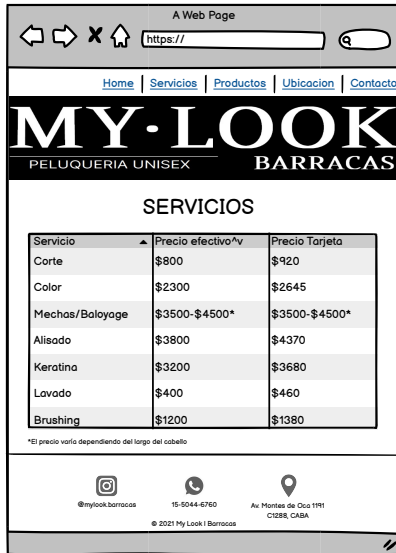 A Web Page
https://
Home | Servicios | Productos | Ubicacion | Contacto
MY·LOOK
PELUQUERIA UNISEX BARRACAS
SERVICIOS
Servicio Precio efectivo^v Precio Tarjeta
Corte $800 $920
Color $2300 $2645
Mechas/Baloyage $3500-$4500* $3500-$4500*
Alisado $3800 $4370
Keratina $3200 $3680
Lavado $400 $460
Brushing $1200 $1380
*El precio varía dependiendo del largo del cabello
@mylook.barracas 15-5044-6760 Av. Montes de Oca 1191
C1288, CABA
© 2021 My Look | Barracas